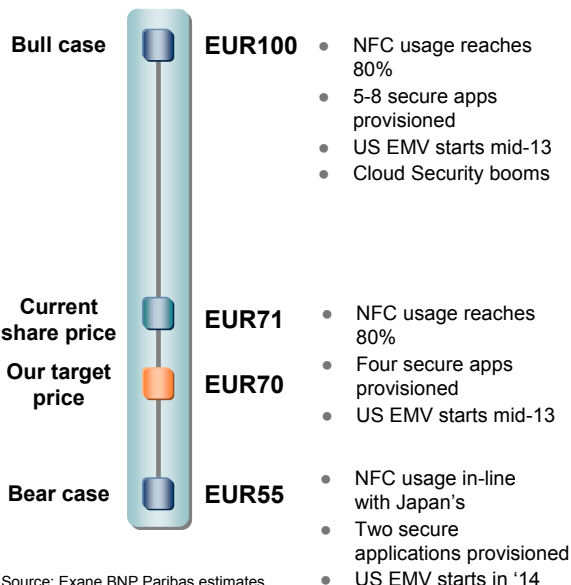 Bull case
EUR100
● NFC usage reaches
80%
● 5-8 secure apps
provisioned
● US EMV starts mid-13
● Cloud Security booms
Current
share price
EUR71
● NFC usage reaches
80%
● Four secure apps
provisioned
● US EMV starts mid-13
Our target
price
EUR70
Bear case
EUR55
● NFC usage in-line
with Japan's
● Two secure
applications provisioned
● US EMV starts in ‘14
Source: Exane BNP Paribas estimates